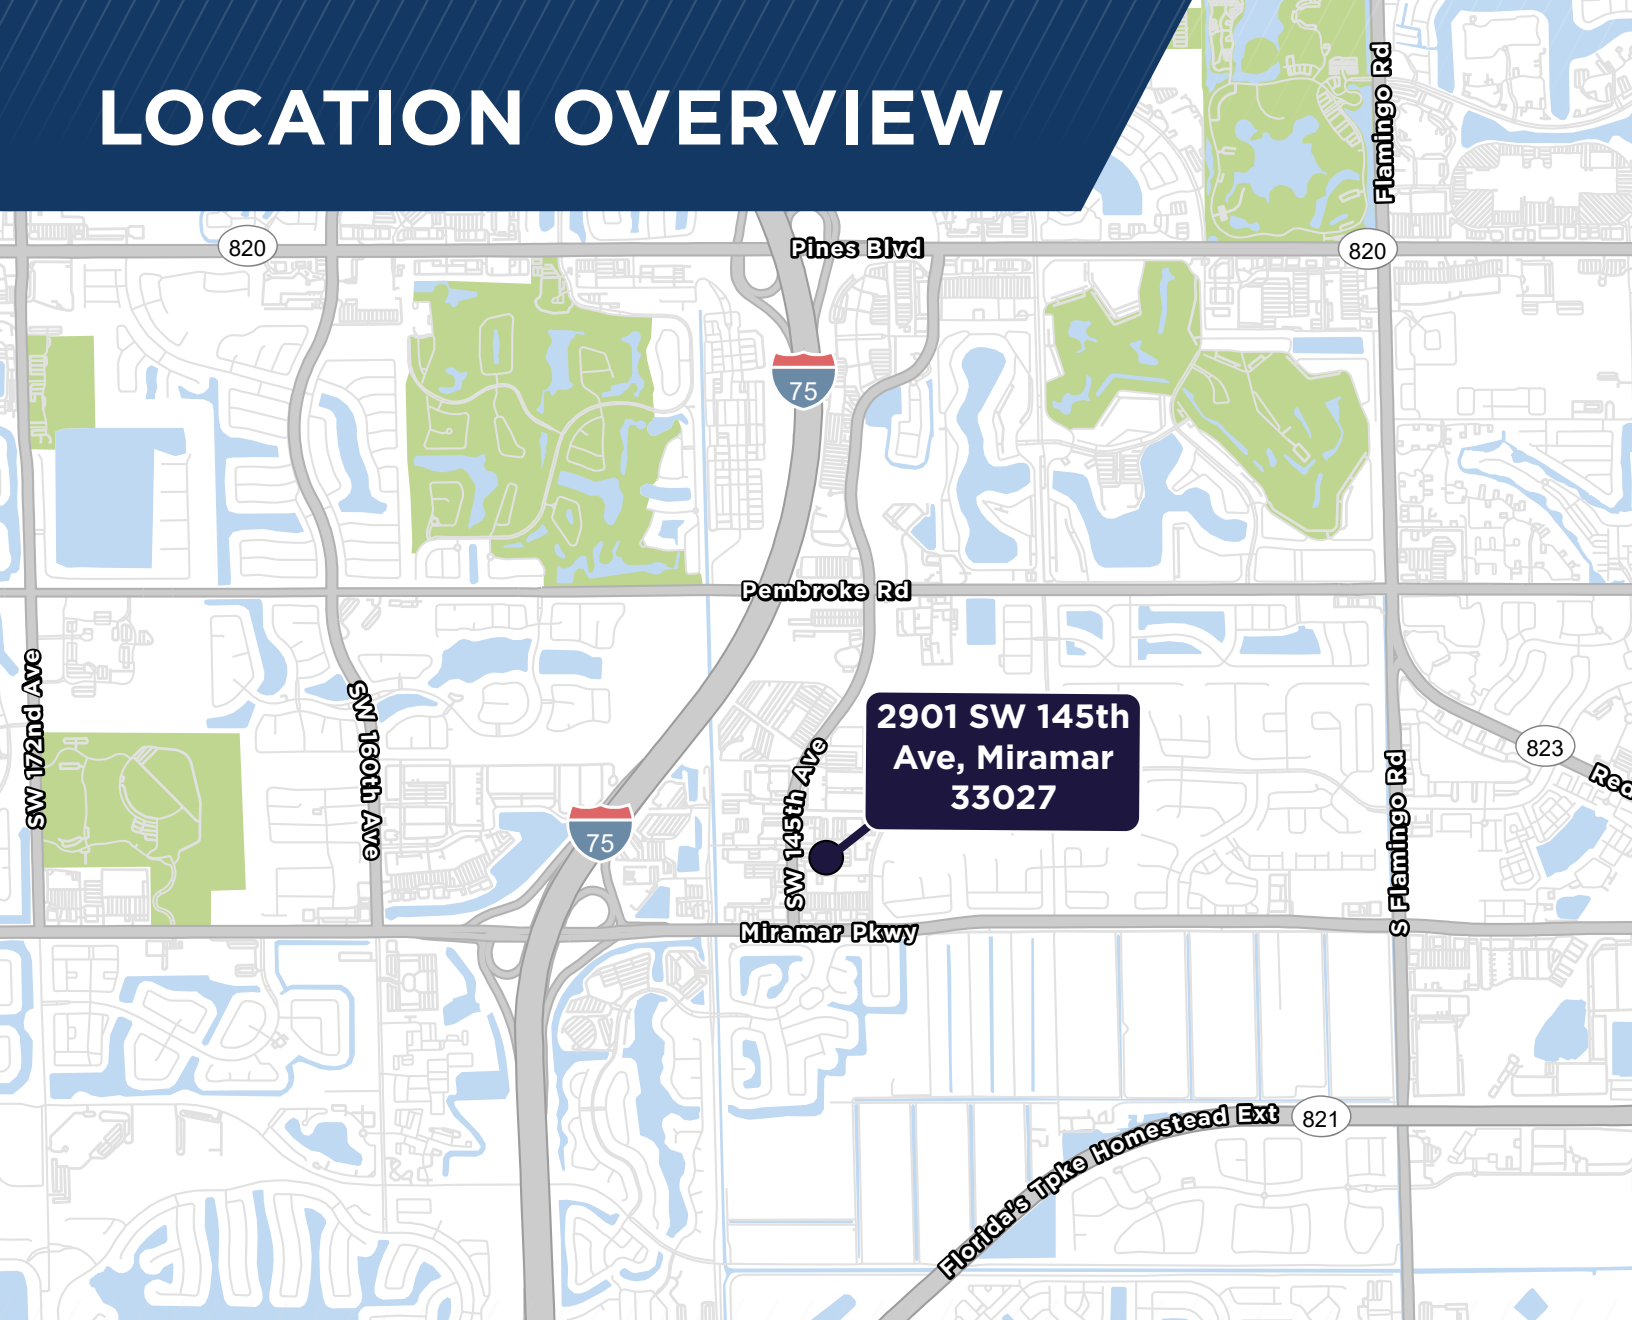 LOCATION OVERVIEW
Flamingo Rd
820
Pines Blvd
820
75
Pembroke Rd
SW 172nd Ave
SW 160th Ave
2901 SW 145th
Ave, Miramar
33027
SW 145th Ave
823
Red
S Flamingo Rd
75
Miramar Pkwy
Florida's Tpke Homestead Ext
821